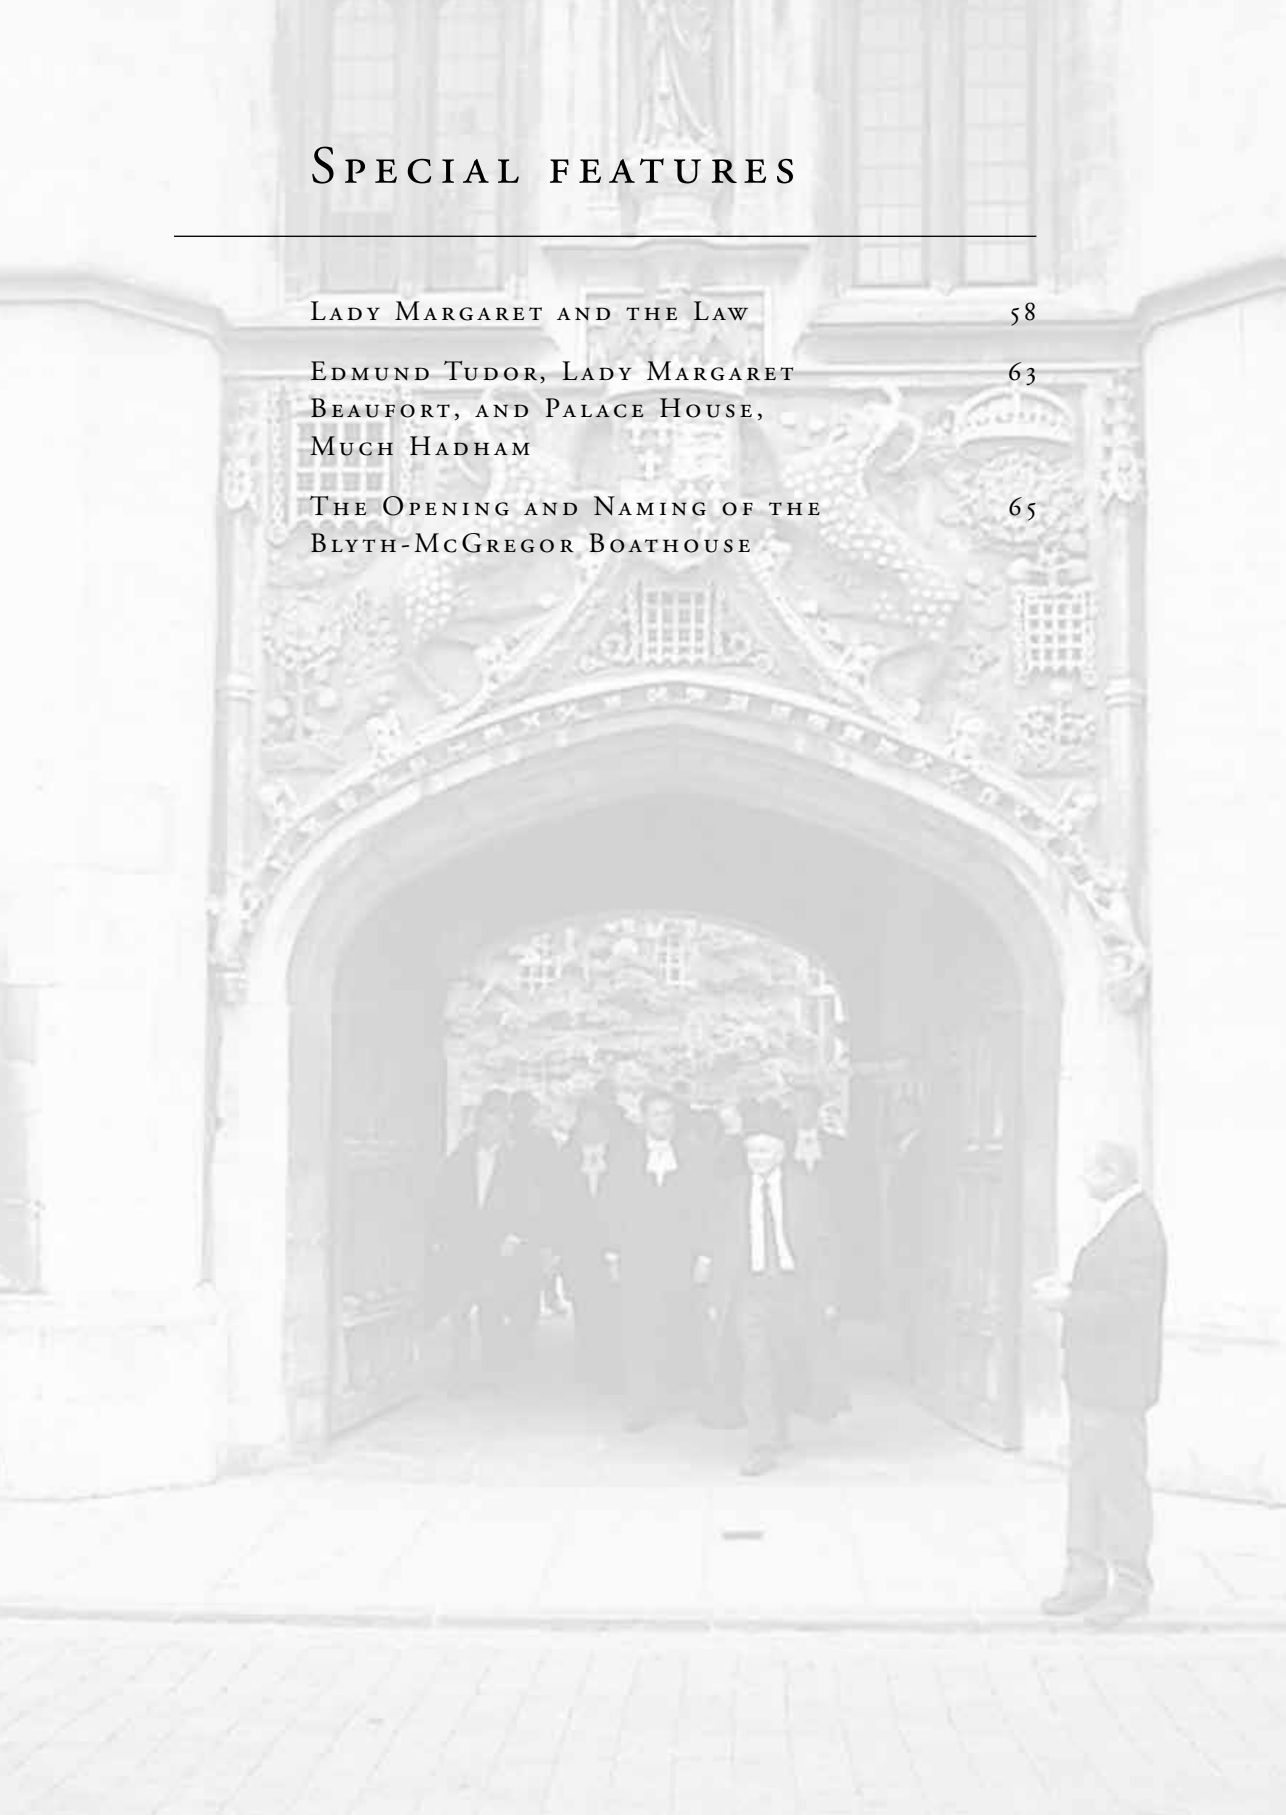 Special features
Lady Margaret and the Law 58
Edmund Tudor, Lady Margaret 63
Beaufort, and Palace House,
Much Hadham
The Opening and Naming of the 65
Blyth-McGregor Boathouse